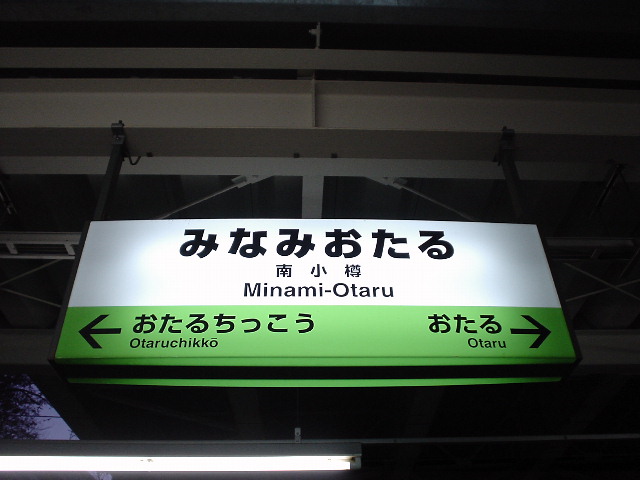 みなみおたる
南小樽
Minami-Otaru
← おたるちっこう おたる →
Otaruchikkō Otaru